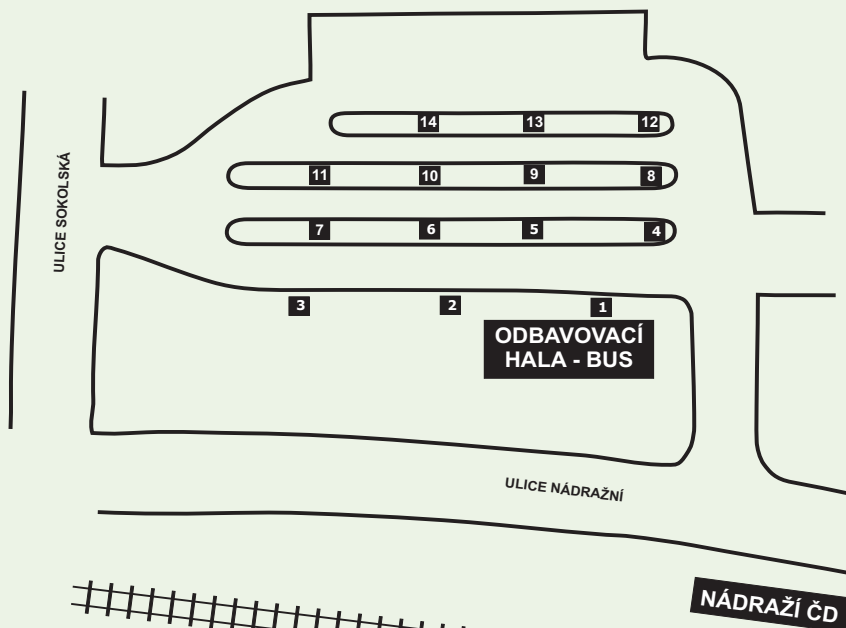 14 13 12
11 10 9 8
7 6 5 4
3 2 1
ULICE SOKOLSKÁ
ODBAVOVACÍ
HALA - BUS
ULICE NÁDRAŽNÍ
NÁDRAŽÍ ČD